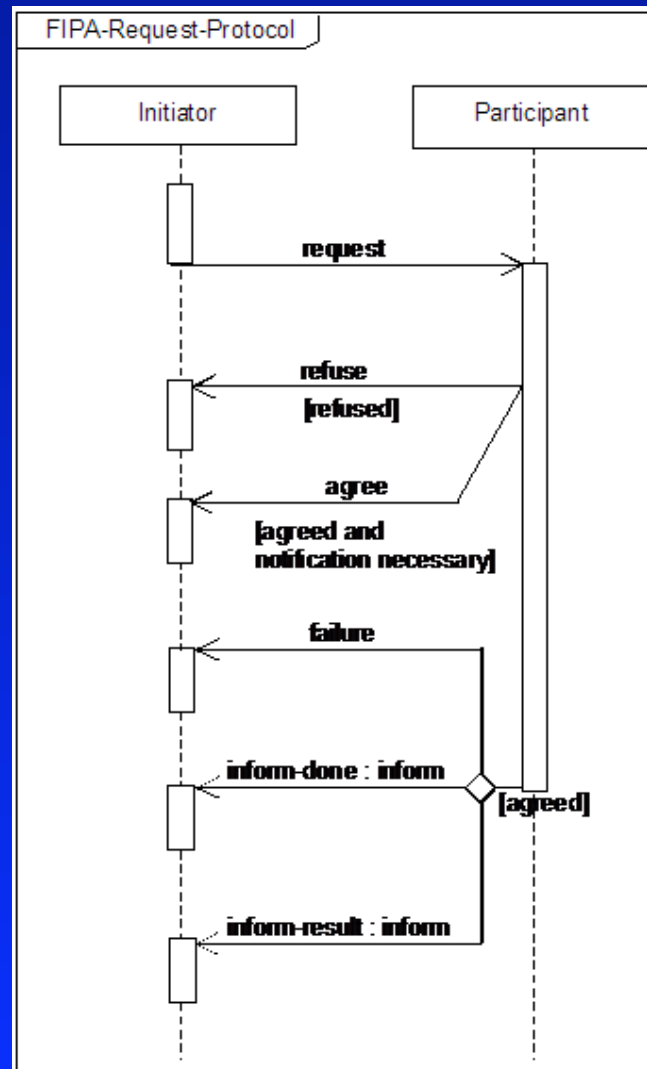 FIPA-Request-Protocol
Initiator
Participant
request
refuse
[refused]
agree
[agreed and
notification necessary]
failure
inform-done : inform
[agreed]
inform-result : inform